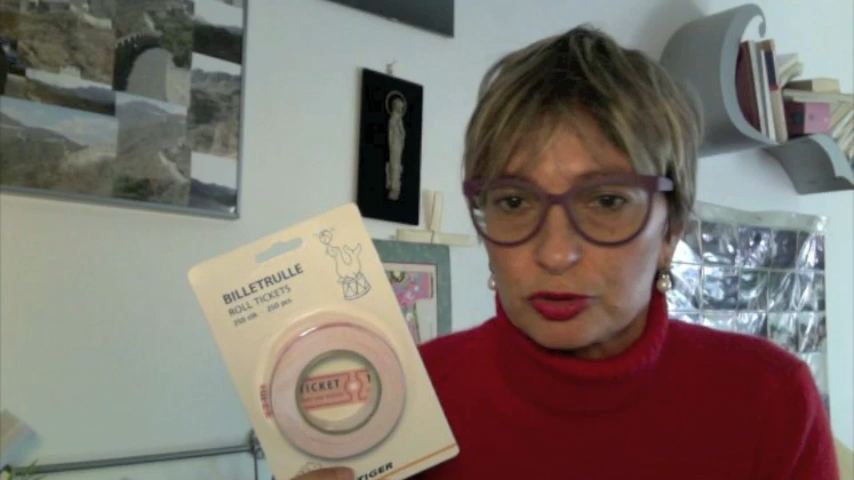 BILLETRULLE
ROLL TICKETS
250 stk - 250 pcs
TICKET
TIGER